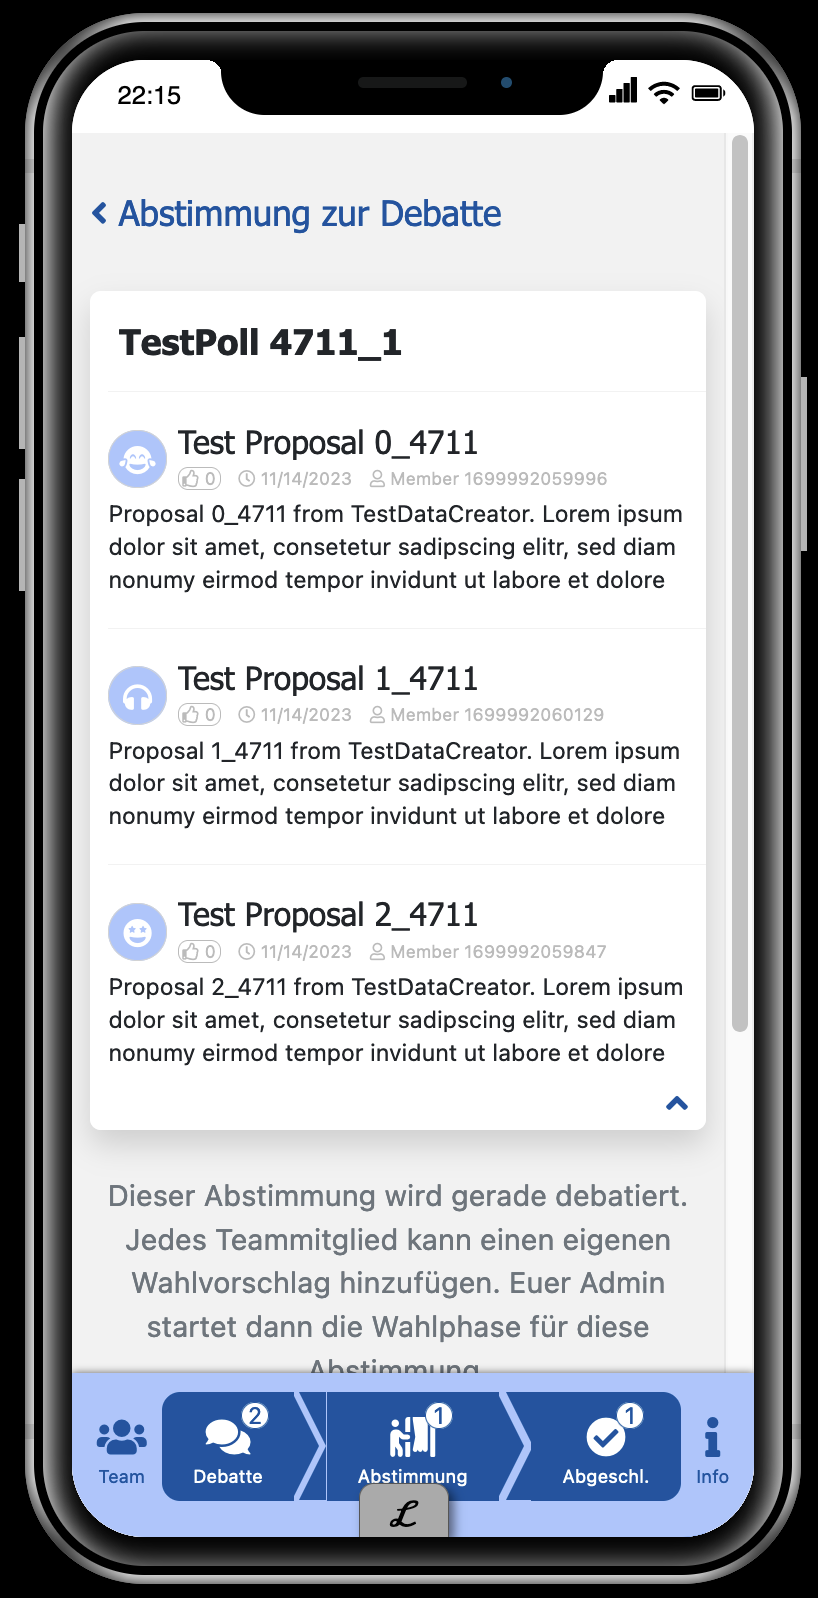 22:15
Abstimmung zur Debatte
TestPoll 4711_1
Test Proposal 0_4711
0 11/14/2023 Member 1699992059996
Proposal 0_4711 from TestDataCreator. Lorem ipsum
dolor sit amet, consetetur sadipscing elitr, sed diam
nonumy eirmod tempor invidunt ut labore et dolore
Test Proposal 1_4711
0 11/14/2023 Member 1699992060129
Proposal 1_4711 from TestDataCreator. Lorem ipsum
dolor sit amet, consetetur sadipscing elitr, sed diam
nonumy eirmod tempor invidunt ut labore et dolore
Test Proposal 2_4711
0 11/14/2023 Member 1699992059847
Proposal 2_4711 from TestDataCreator. Lorem ipsum
dolor sit amet, consetetur sadipscing elitr, sed diam
nonumy eirmod tempor invidunt ut labore et dolore
Dieser Abstimmung wird gerade debatiert.
Jedes Teammitglied kann einen eigenen
Wahlvorschlag hinzufügen. Euer Admin
startet dann die Wahlphase für diese
Abstimmung.
2 1 1
Team Debatte Abstimmung Abgeschl. Info
L